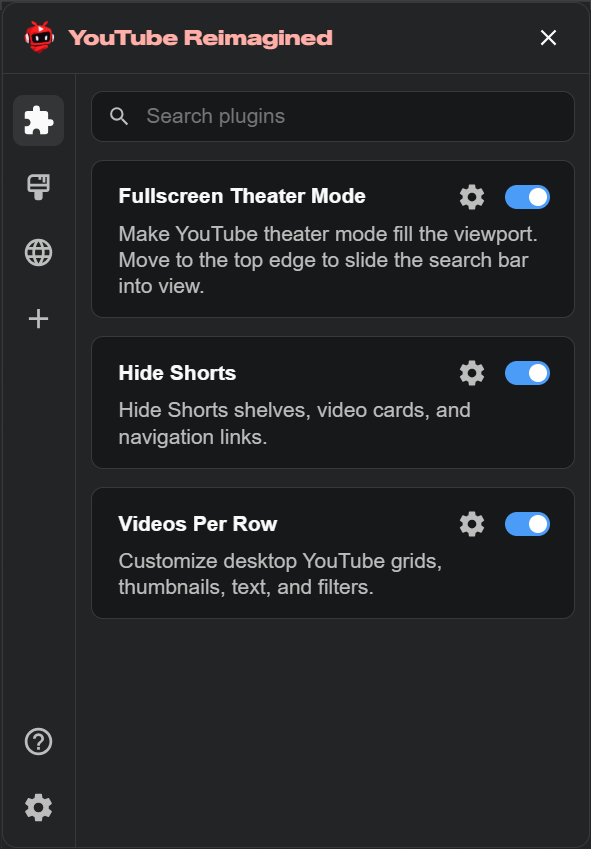 YouTube Reimagined
Search plugins
Fullscreen Theater Mode
Make YouTube theater mode fill the viewport.
Move to the top edge to slide the search bar
into view.
Hide Shorts
Hide Shorts shelves, video cards, and
navigation links.
Videos Per Row
Customize desktop YouTube grids,
thumbnails, text, and filters.